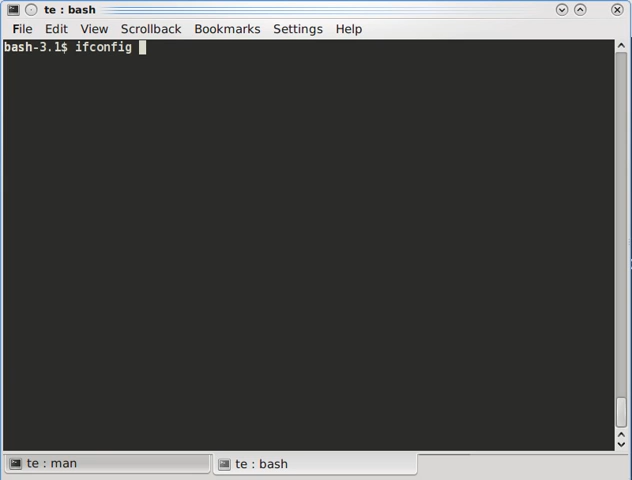 te : bash
File Edit View Scrollback Bookmarks Settings Help
bash-3.1$ ifconfig
te : man
te : bash